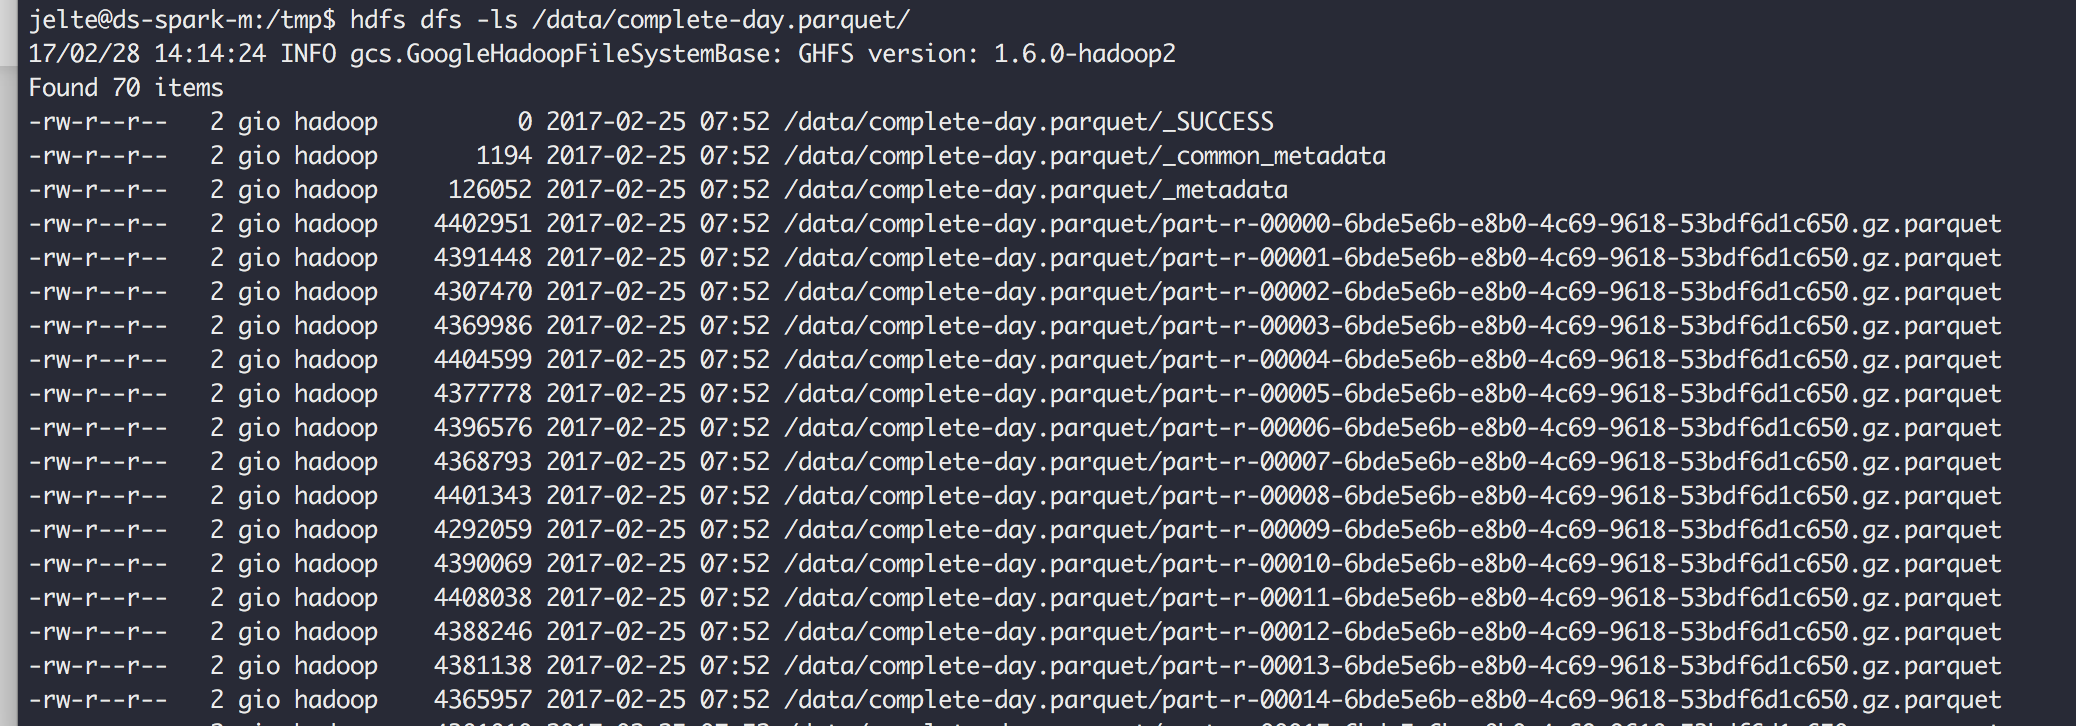 jelte@ds-spark-m:/tmp$ hdfs dfs -ls /data/complete-day.parquet/
17/02/28 14:14:24 INFO gcs.GoogleHadoopFileSystemBase: GHFS version: 1.6.0-hadoop2
Found 70 items
-rw-r--r--   2 gio hadoop          0 2017-02-25 07:52 /data/complete-day.parquet/_SUCCESS
-rw-r--r--   2 gio hadoop       1194 2017-02-25 07:52 /data/complete-day.parquet/_common_metadata
-rw-r--r--   2 gio hadoop     126052 2017-02-25 07:52 /data/complete-day.parquet/_metadata
-rw-r--r--   2 gio hadoop    4402951 2017-02-25 07:52 /data/complete-day.parquet/part-r-00000-6bde5e6b-e8b0-4c69-9618-53bdf6d1c650.gz.parquet
-rw-r--r--   2 gio hadoop    4391448 2017-02-25 07:52 /data/complete-day.parquet/part-r-00001-6bde5e6b-e8b0-4c69-9618-53bdf6d1c650.gz.parquet
-rw-r--r--   2 gio hadoop    4307470 2017-02-25 07:52 /data/complete-day.parquet/part-r-00002-6bde5e6b-e8b0-4c69-9618-53bdf6d1c650.gz.parquet
-rw-r--r--   2 gio hadoop    4369986 2017-02-25 07:52 /data/complete-day.parquet/part-r-00003-6bde5e6b-e8b0-4c69-9618-53bdf6d1c650.gz.parquet
-rw-r--r--   2 gio hadoop    4404599 2017-02-25 07:52 /data/complete-day.parquet/part-r-00004-6bde5e6b-e8b0-4c69-9618-53bdf6d1c650.gz.parquet
-rw-r--r--   2 gio hadoop    4377778 2017-02-25 07:52 /data/complete-day.parquet/part-r-00005-6bde5e6b-e8b0-4c69-9618-53bdf6d1c650.gz.parquet
-rw-r--r--   2 gio hadoop    4396576 2017-02-25 07:52 /data/complete-day.parquet/part-r-00006-6bde5e6b-e8b0-4c69-9618-53bdf6d1c650.gz.parquet
-rw-r--r--   2 gio hadoop    4368793 2017-02-25 07:52 /data/complete-day.parquet/part-r-00007-6bde5e6b-e8b0-4c69-9618-53bdf6d1c650.gz.parquet
-rw-r--r--   2 gio hadoop    4401343 2017-02-25 07:52 /data/complete-day.parquet/part-r-00008-6bde5e6b-e8b0-4c69-9618-53bdf6d1c650.gz.parquet
-rw-r--r--   2 gio hadoop    4292059 2017-02-25 07:52 /data/complete-day.parquet/part-r-00009-6bde5e6b-e8b0-4c69-9618-53bdf6d1c650.gz.parquet
-rw-r--r--   2 gio hadoop    4390069 2017-02-25 07:52 /data/complete-day.parquet/part-r-00010-6bde5e6b-e8b0-4c69-9618-53bdf6d1c650.gz.parquet
-rw-r--r--   2 gio hadoop    4408038 2017-02-25 07:52 /data/complete-day.parquet/part-r-00011-6bde5e6b-e8b0-4c69-9618-53bdf6d1c650.gz.parquet
-rw-r--r--   2 gio hadoop    4388246 2017-02-25 07:52 /data/complete-day.parquet/part-r-00012-6bde5e6b-e8b0-4c69-9618-53bdf6d1c650.gz.parquet
-rw-r--r--   2 gio hadoop    4381138 2017-02-25 07:52 /data/complete-day.parquet/part-r-00013-6bde5e6b-e8b0-4c69-9618-53bdf6d1c650.gz.parquet
-rw-r--r--   2 gio hadoop    4365957 2017-02-25 07:52 /data/complete-day.parquet/part-r-00014-6bde5e6b-e8b0-4c69-9618-53bdf6d1c650.gz.parquet